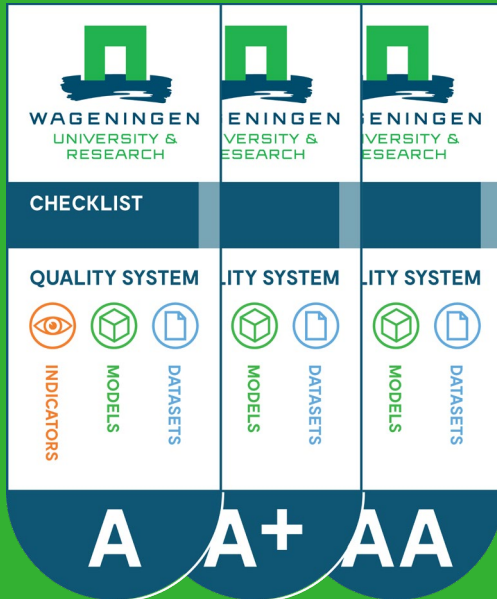 WAGENINGEN
UNIVERSITY &
RESEARCH
CHECKLIST
QUALITY SYSTEM
INDICATORS
MODELS
DATASETS
A
ENINGEN
VERSITY &
ESEARCH
LITY SYSTEM
MODELS
DATASETS
A+
ENINGEN
IVERSITY &
ESEARCH
LITY SYSTEM
MODELS
DATASETS
AA